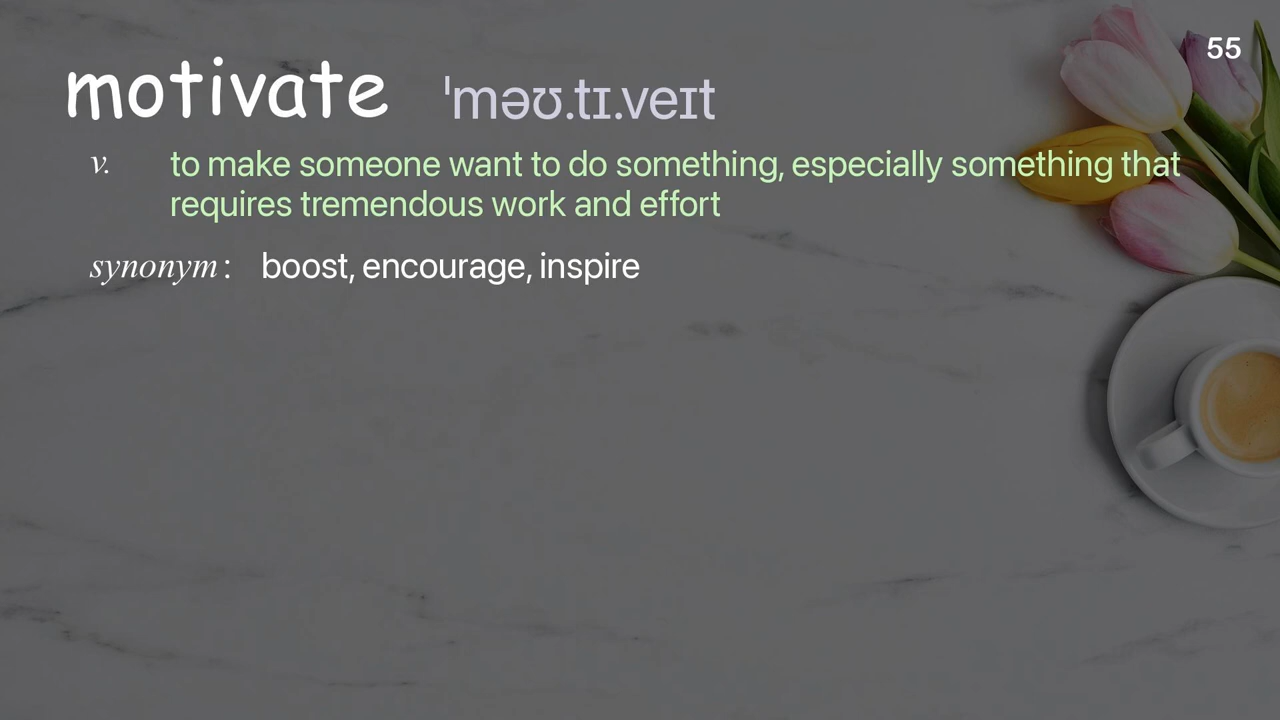 55
motivate ˈməʊ.tɪ.veɪt
v. to make someone want to do something, especially something that
requires tremendous work and effort
synonym : boost, encourage, inspire